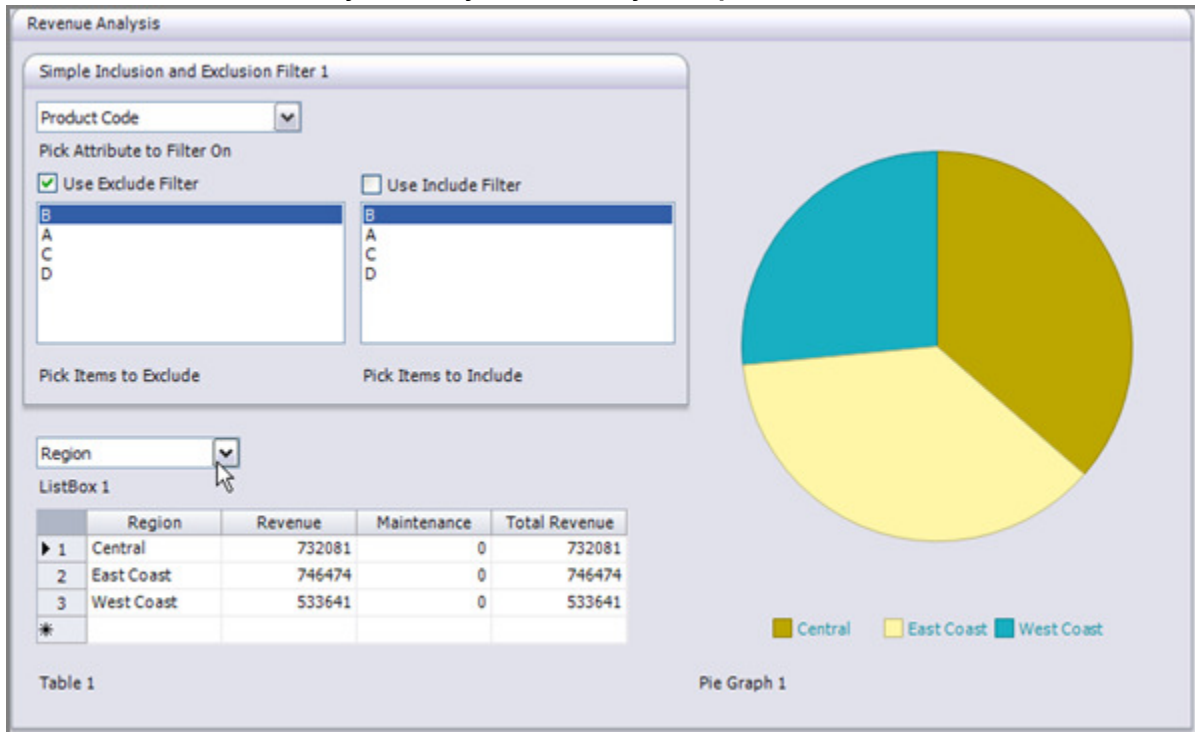 Revenue Analysis
Simple Inclusion and Exclusion Filter 1
Product Code
Pick Attribute to Filter On
Use Exclude Filter
Use Include Filter
B
A
C
D
B
A
C
D
Pick Items to Exclude
Pick Items to Include
Region
ListBox 1
Region Revenue Maintenance Total Revenue
1 Central 732081 0 732081
2 East Coast 746474 0 746474
3 West Coast 533641 0 533641
Table 1
Central East Coast West Coast
Pie Graph 1